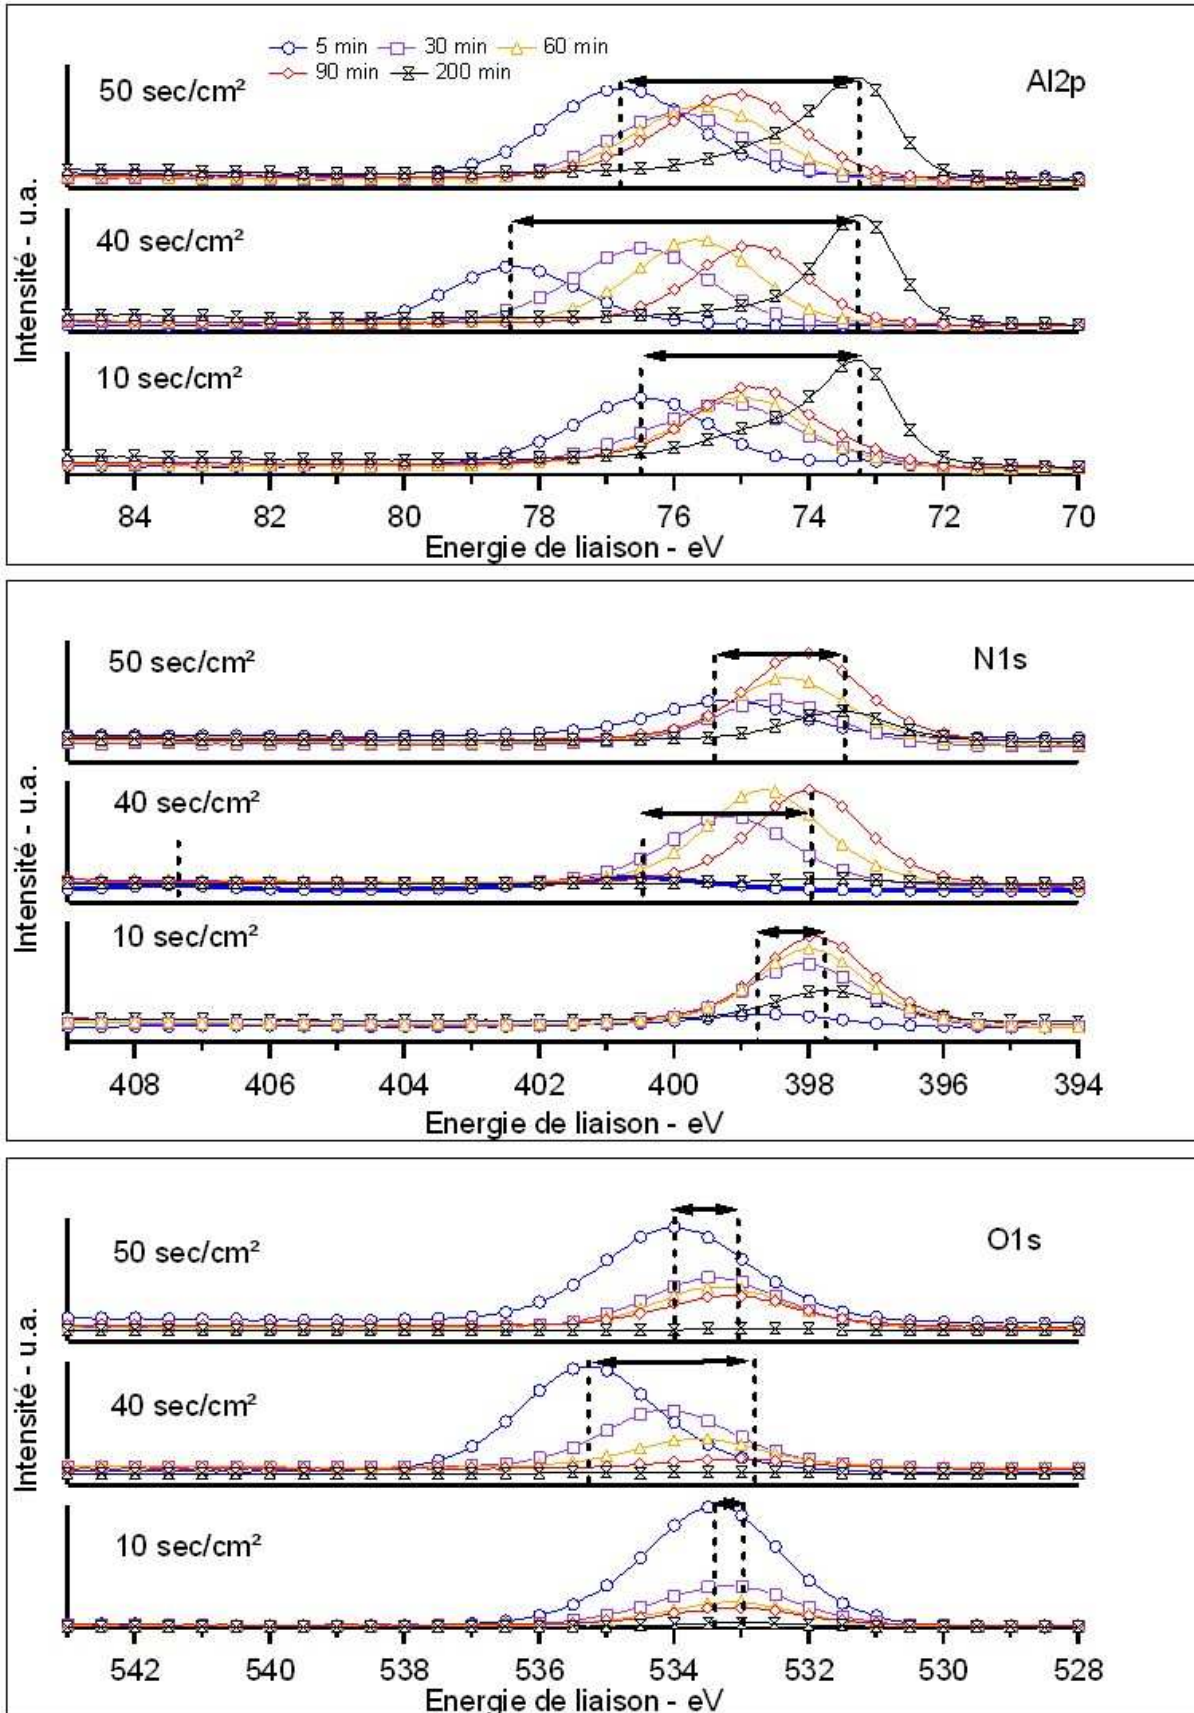 5 min 30 min 60 min
90 min 200 min
Al2p
50 sec/cm²
40 sec/cm²
10 sec/cm²
Intensité - u.a.
84 82 80 78 76 74 72 70
Energie de liaison - eV
N1s
50 sec/cm²
40 sec/cm²
10 sec/cm²
Intensité - u.a.
Intensité - u.a.
408 406 404 402 400 398 396 394
Energie de liaison - eV
O1s
50 sec/cm²
40 sec/cm²
10 sec/cm²
Intensité - u.a.
542 540 538 536 534 532 530 528
Energie de liaison - eV